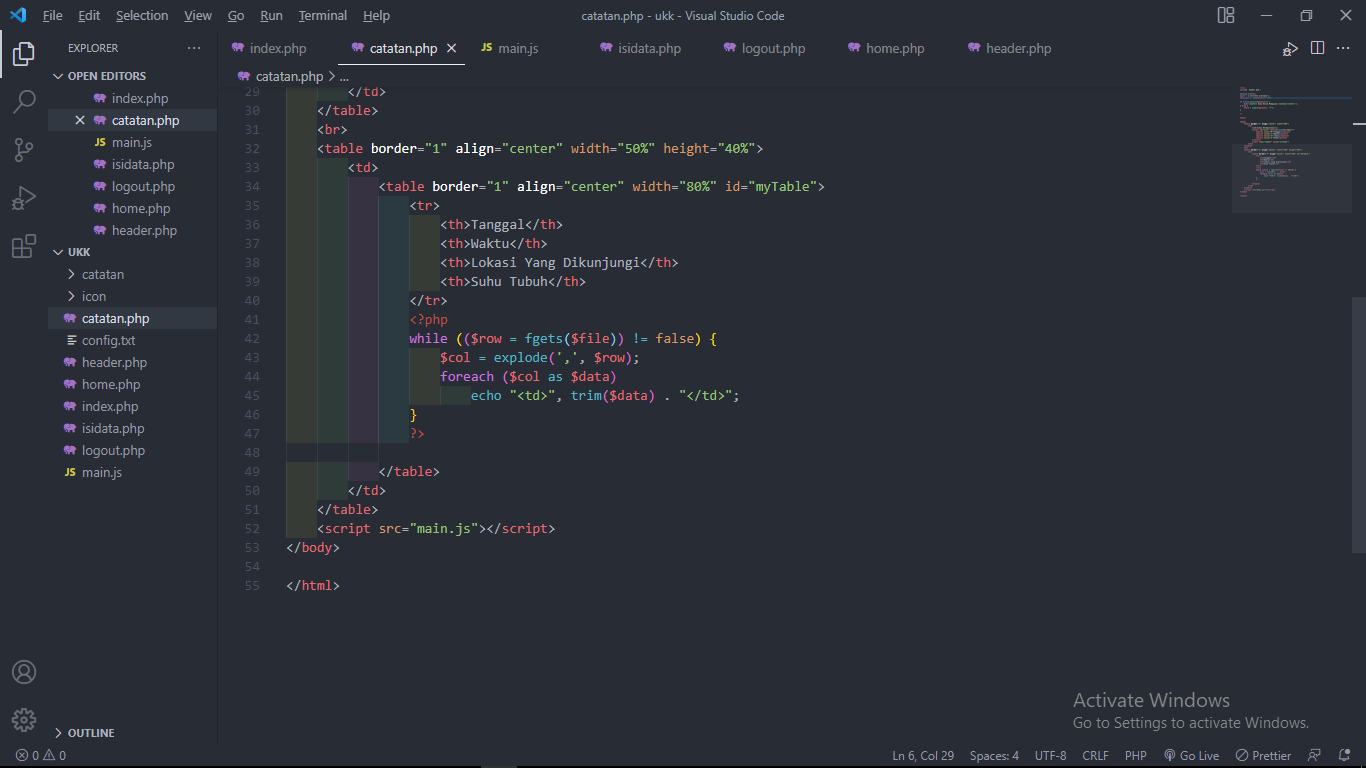 File Edit Selection View Go Run Terminal Help
catatan.php - ukk - Visual Studio Code
EXPLORER
OPEN EDITORS
index.php
catatan.php
main.js
isidata.php
logout.php
home.php
header.php
UKK
catatan
icon
catatan.php
config.txt
header.php
home.php
index.php
isidata.php
logout.php
main.js
OUTLINE
index.php catatan.php JS main.js isidata.php logout.php home.php header.php
catatan.php > ...
29 </td>
30 </table>
31 <br>
32 <table border="1" align="center" width="50%" height="40%">
33 <td>
34 <table border="1" align="center" width="80%" id="myTable">
35 <tr>
36 <th>Tanggal</th>
37 <th>Waktu</th>
38 <th>Lokasi Yang Dikunjungi</th>
39 <th>Suhu Tubuh</th>
40 </tr>
41 <?php
42 while (($row = fgets($file)) != false) {
43 $col = explode(',', $row);
44 foreach ($col as $data)
45 echo "<td>", trim($data) . "</td>";
46 }
47 ?>
48
49 </table>
50 </td>
51 </table>
52 <script src="main.js"></script>
53 </body>
54
55 </html>
Activate Windows
Go to Settings to activate Windows.
0 0 Ln 6, Col 29 Spaces: 4 UTF-8 CRLF PHP Go Live Prettier